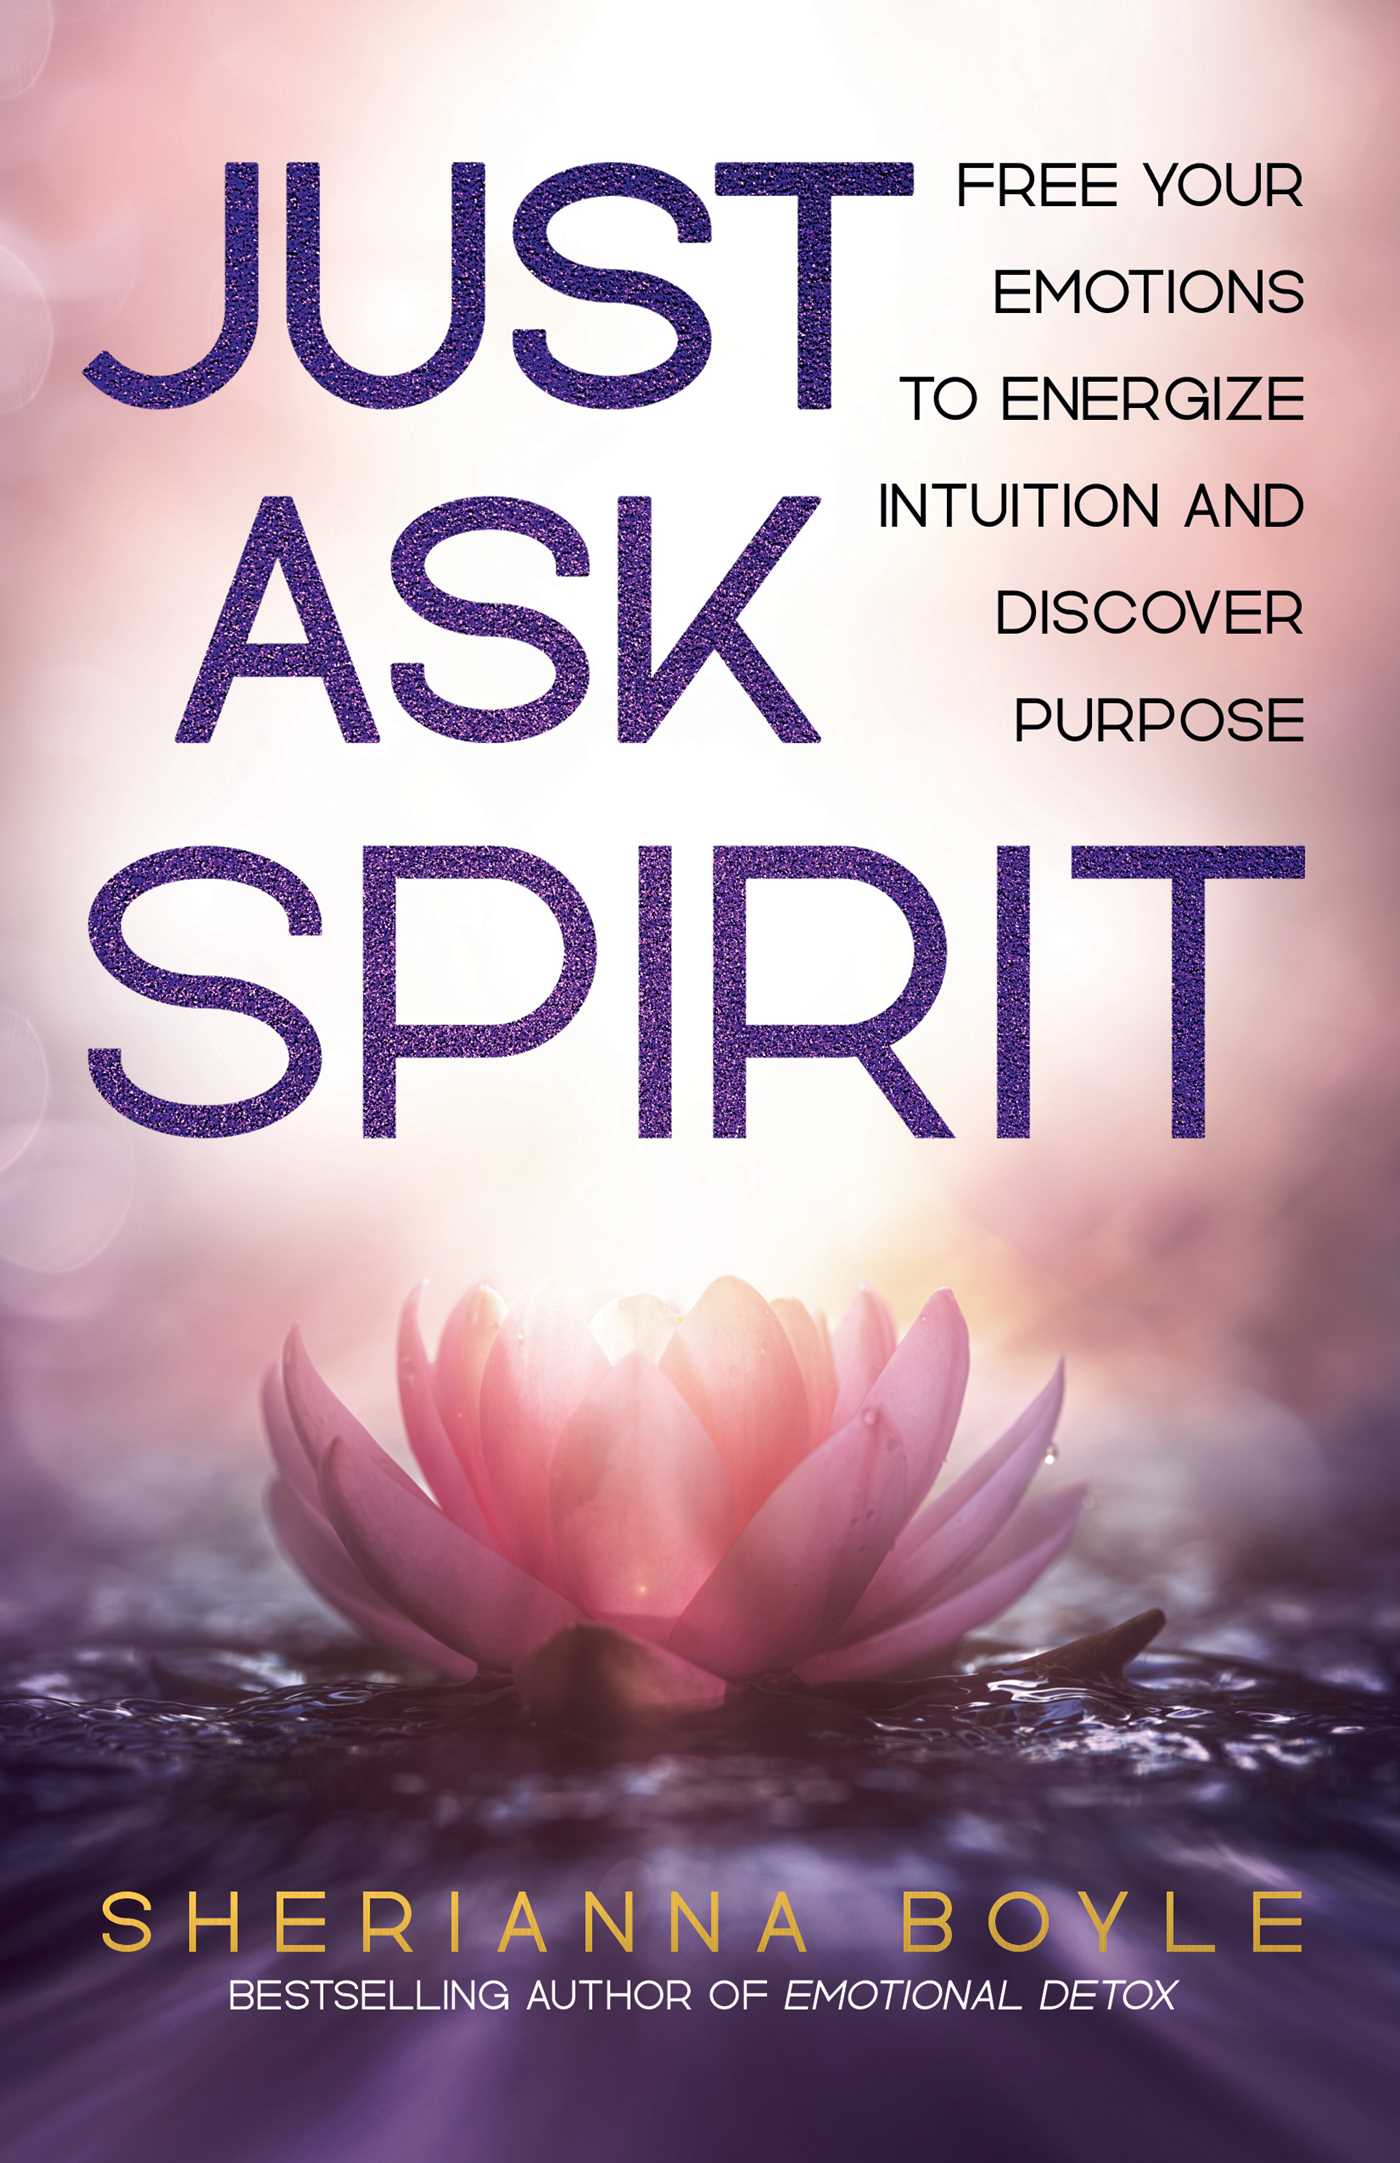 JUST
ASK
SPIRIT
FREE YOUR
EMOTIONS
TO ENERGIZE
INTUITION AND
DISCOVER
PURPOSE
SHERIANNA BOYLE
BESTSELLING AUTHOR OF EMOTIONAL DETOX